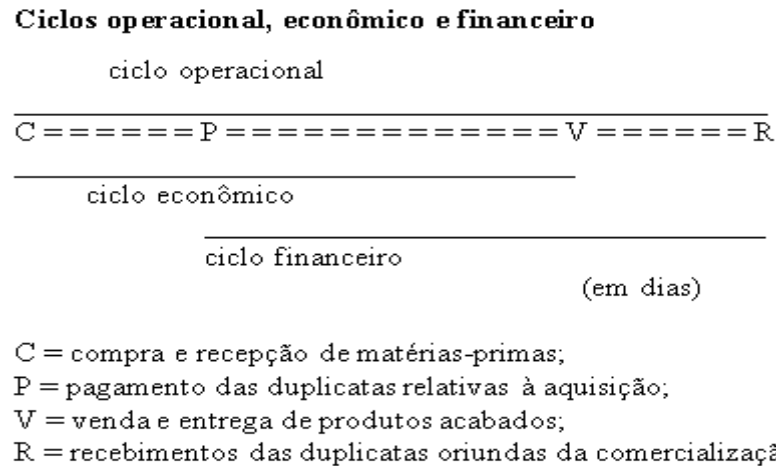 Ciclos operacional, econômico e financeiro
ciclo operacional
C======P=============V======R
ciclo econômico
ciclo financeiro
(em dias)
C = compra e recepção de matérias-primas;
P = pagamento das duplicatas relativas à aquisição;
V = venda e entrega de produtos acabados;
R = recebimentos das duplicatas oriundas da